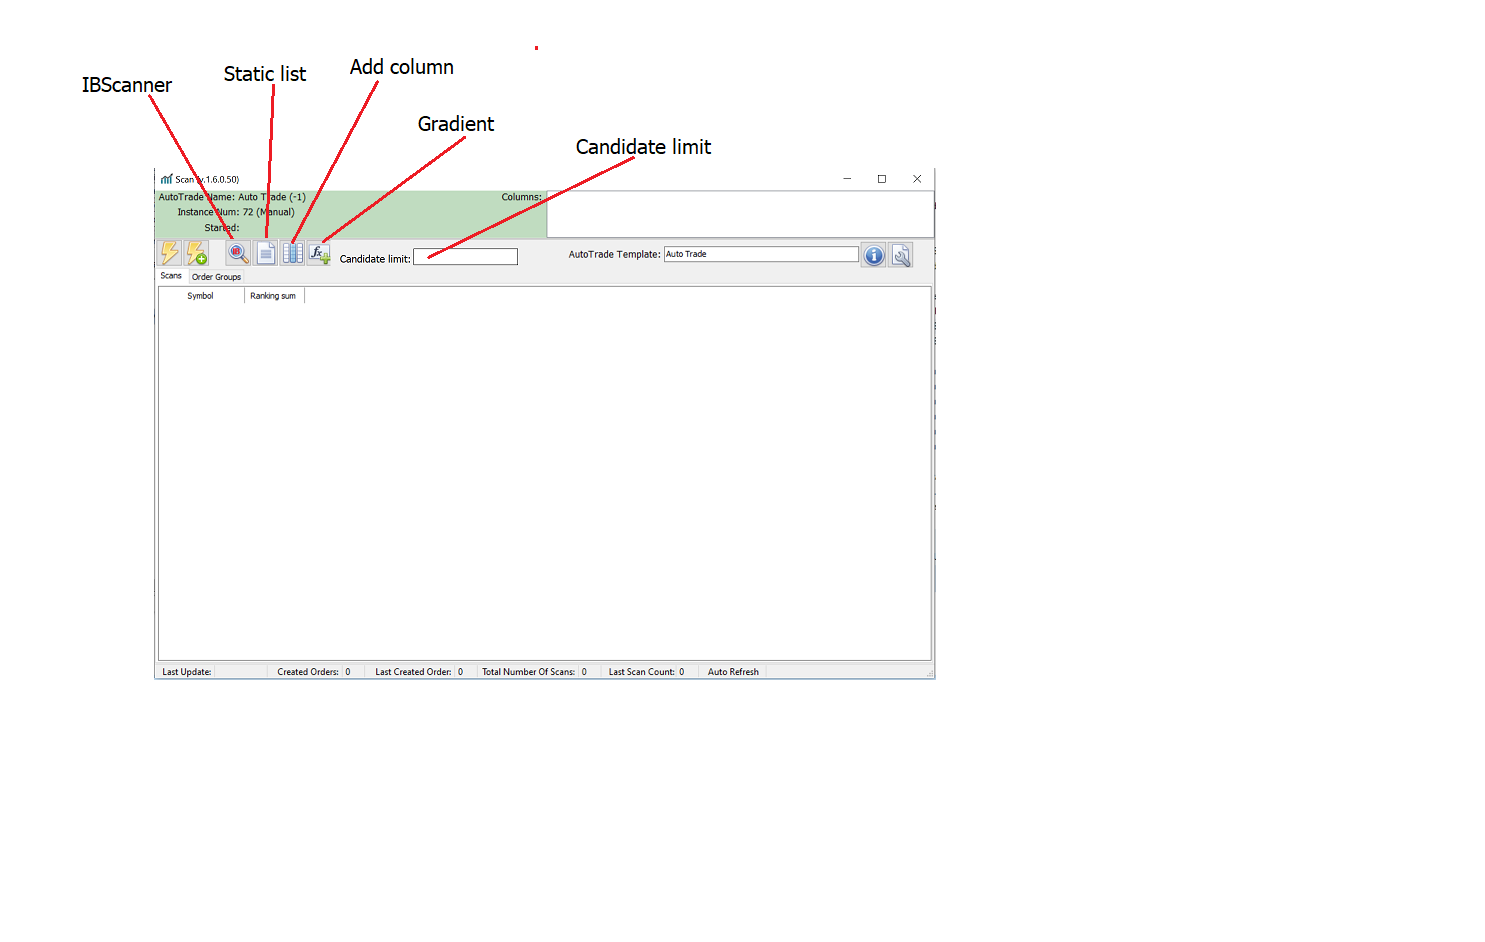 IBScanner
Static list
Add column
Gradient
Candidate limit
Scan (v.1.6.0.50)
AutoTrade Name: Auto Trade (-1)
Columns:
Instance Num: 72 (Manual)
Started:
Candidate limit:
AutoTrade Template: Auto Trade
Scans Order Groups
Symbol Ranking sum
Last Update: Created Orders: 0 Last Created Order: 0 Total Number Of Scans: 0 Last Scan Count: 0 Auto Refresh